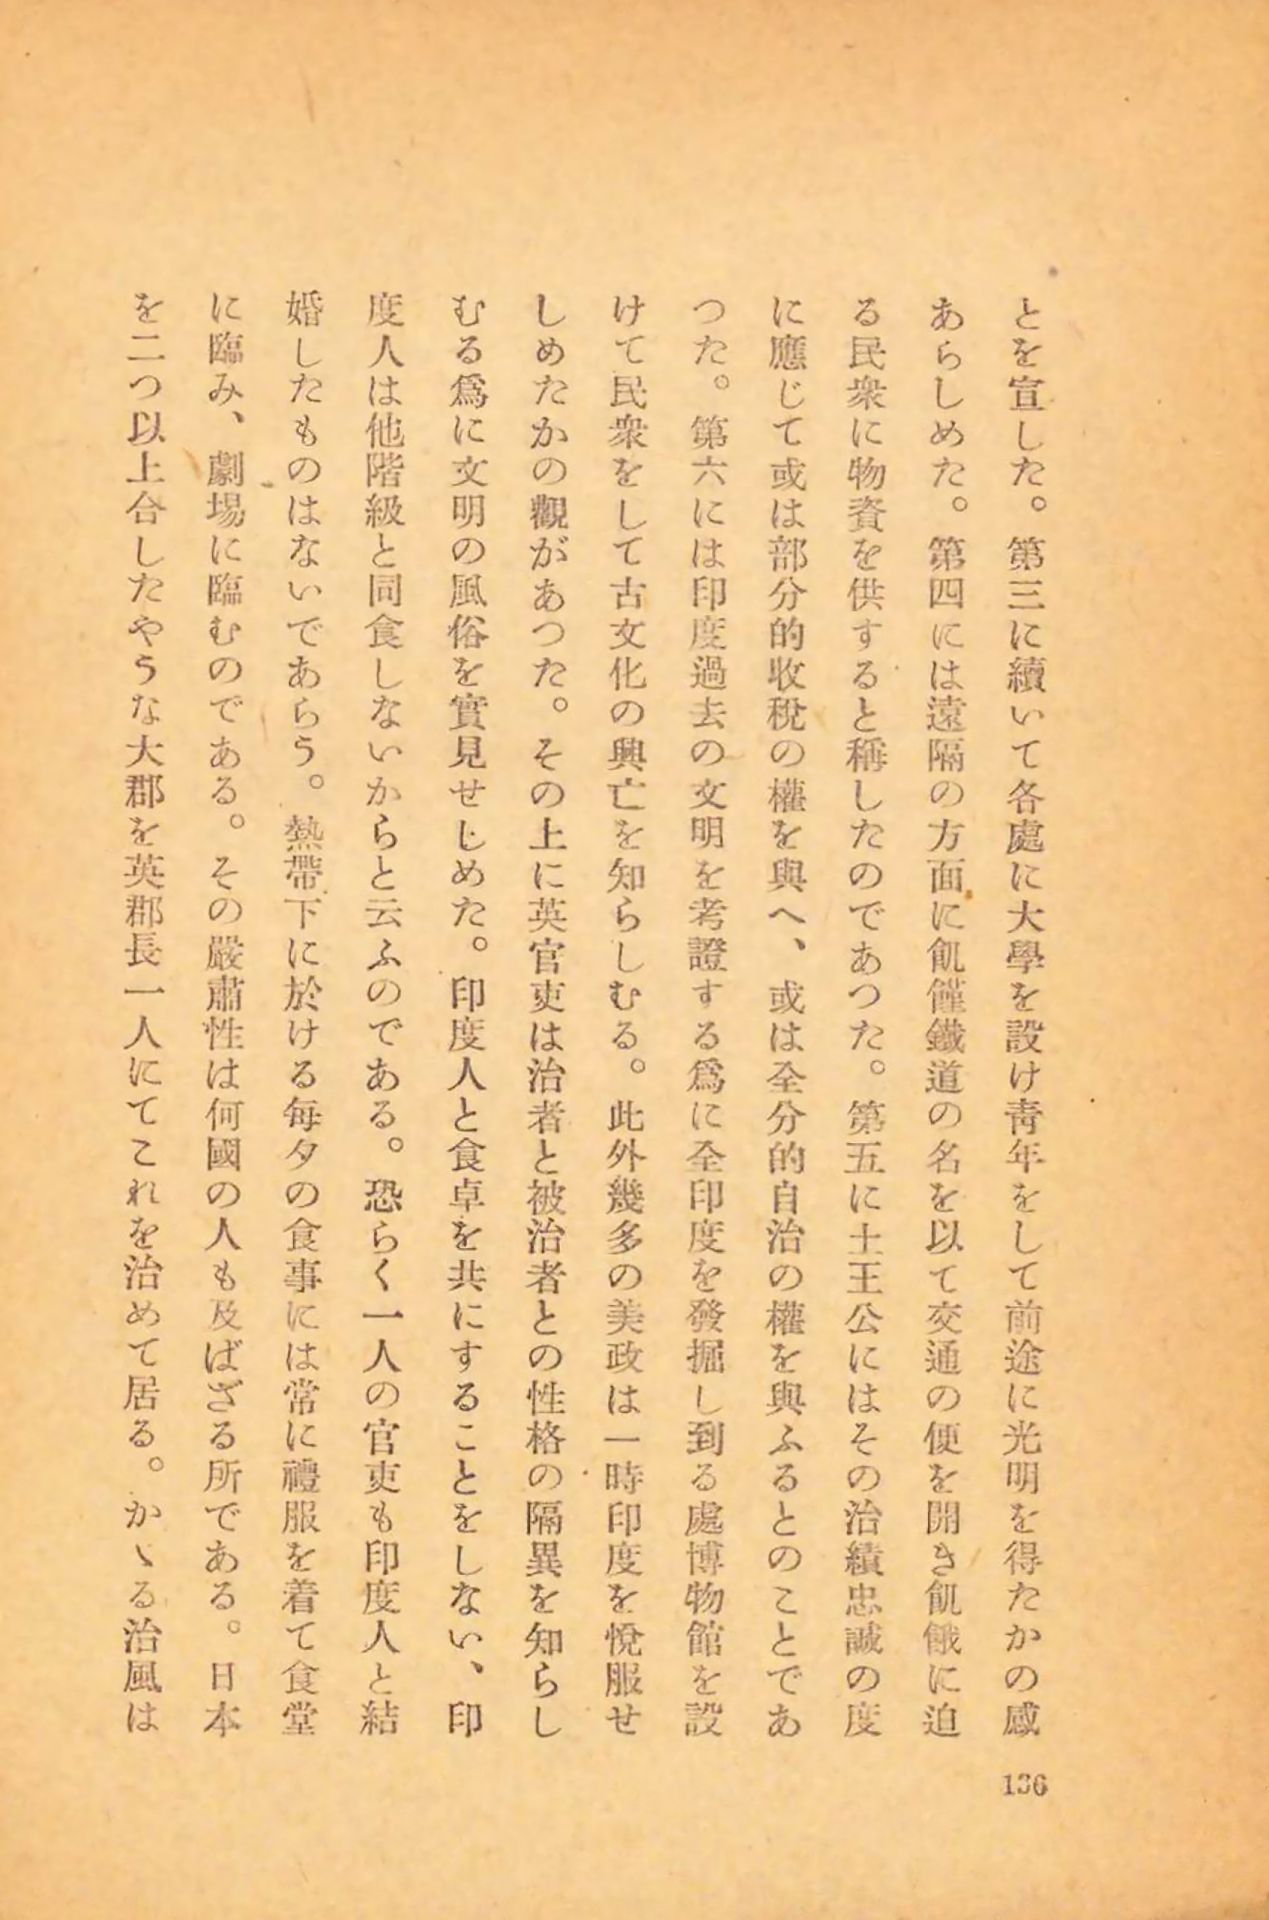 とを宣した。第三に續いて各處に大學を設け靑年をして前途に光明を得たかの感
あらしめた。第四には遠隔の方面に飢饉鐵道の名を以て交通の便を開き飢餓に迫
る民衆に物資を供すると稱したのであつた。第五に土王公にはその治績忠誠の度
に應じて或は部分的收稅の權を與へ、或は全分的自治の權を與ふるとのことであ
つた。第六には印度過去の文明を考證する爲に全印度を發掘し到る處博物館を設
けて民衆をして古文化の興亡を知らしむる。此外幾多の美政は一時印度を悅服せ
しめたかの觀があつた。その上に英官吏は治者と被治者との性格の隔異を知らし
むる爲に文明の風俗を實見せしめた。印度人と食卓を共にすることをしない、印
度人は他階級と同食しないからと云ふのである。恐らく一人の官吏も印度人と結
婚したものはないであらう。熱帶下に於ける每夕の食事には常に禮服を着て食堂
に臨み、劇場に臨むのである。その嚴肅性は何國の人も及ばざる所である。日本
を二つ以上合したやうな大郡を英郡長一人にてこれを治めて居る。かゝる治風は
136